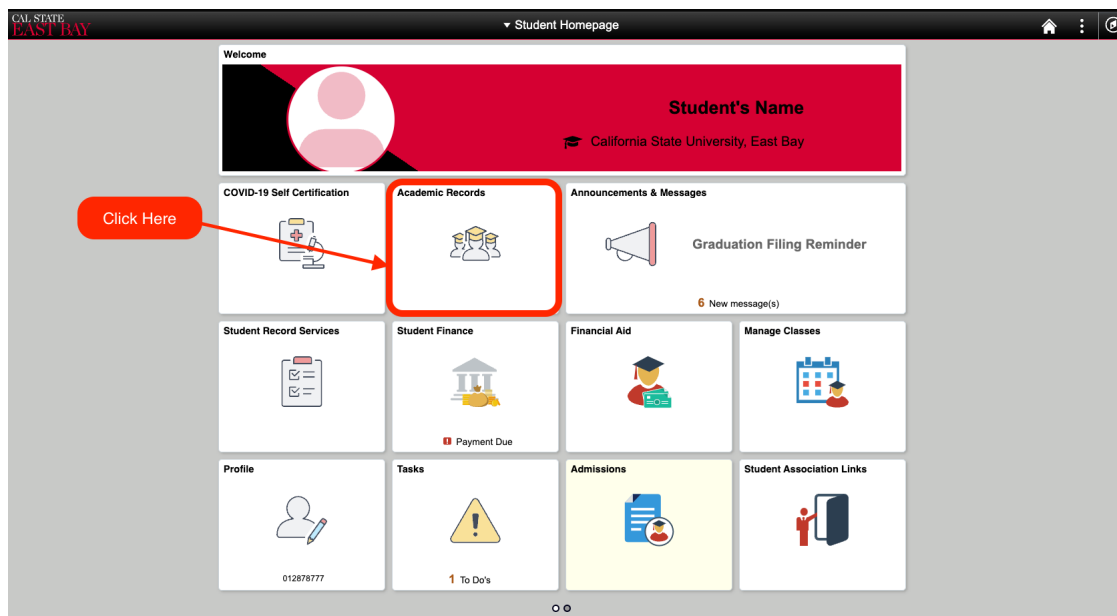 CAL STATE
EAST BAY
▾ Student Homepage
Welcome
Student's Name
California State University, East Bay
COVID-19 Self Certification
Academic Records
Announcements & Messages
Click Here
Graduation Filing Reminder
6 New message(s)
Student Record Services
Student Finance
Financial Aid
Manage Classes
Payment Due
Profile
Tasks
Admissions
Student Association Links
012878777
1 To Do's